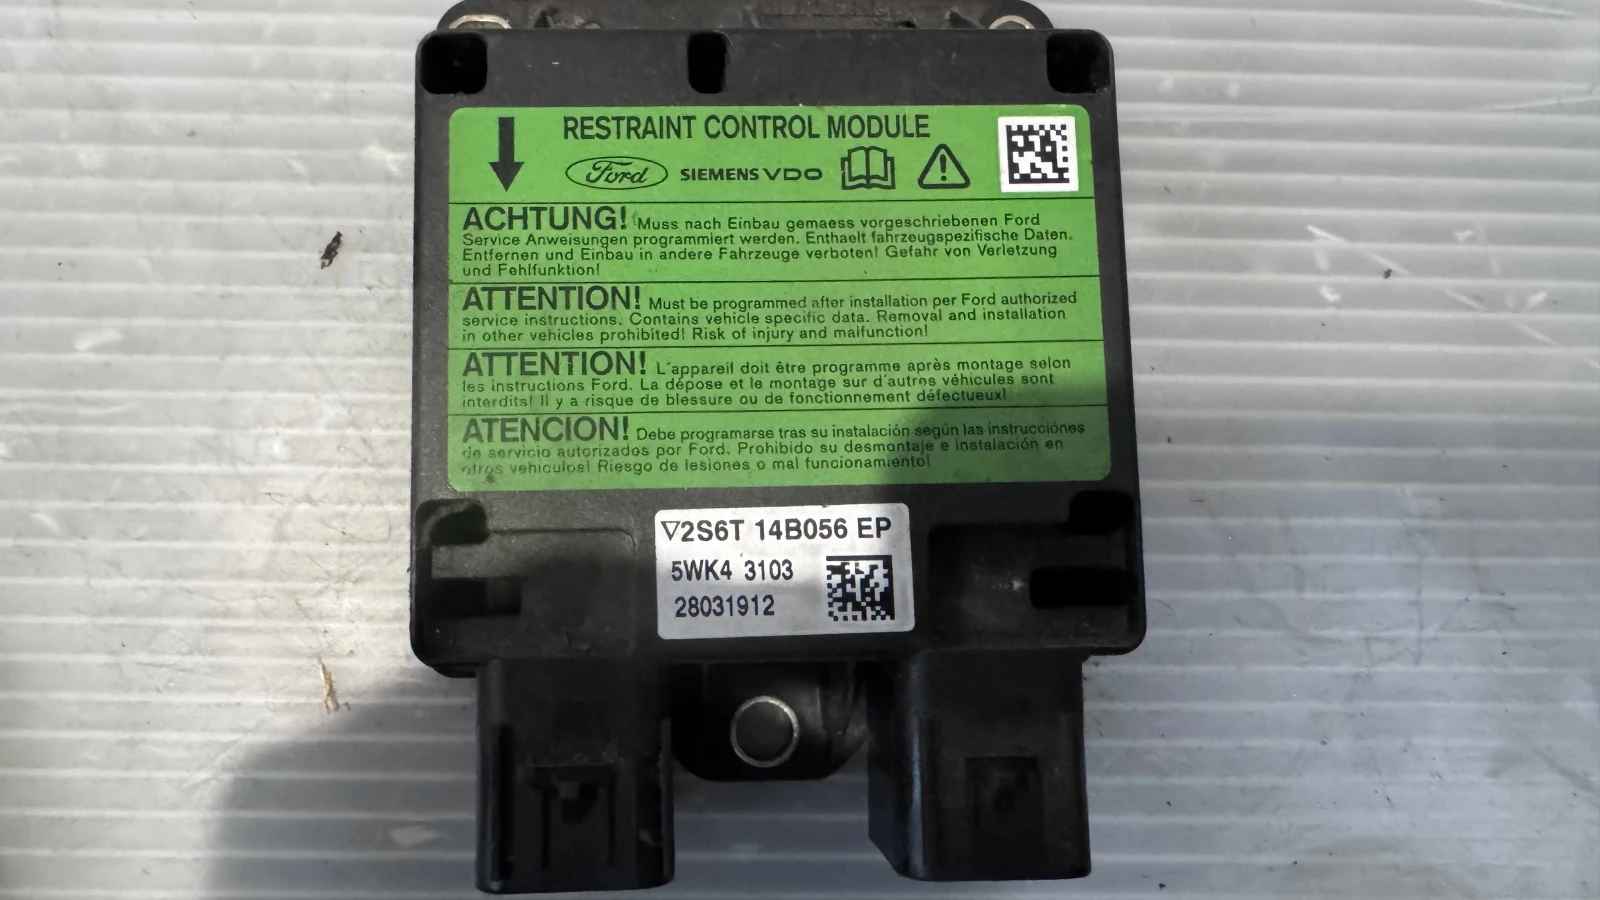 RESTRAINT CONTROL MODULE
Ford SIEMENS VDO
ACHTUNG! Muss nach Einbau gemaess vorgeschriebenen Ford
Service Anweisungen programmiert werden. Enthaelt fahrzeugspezifische Daten.
Entfernen und Einbau in andere Fahrzeuge verboten! Gefahr von Verletzung
und Fehlfunktion!
ATTENTION! Must be programmed after installation per Ford authorized
service instructions. Contains vehicle specific data. Removal and installation
in other vehicles prohibited! Risk of injury and malfunction!
ATTENTION! L'appareil doit être programme après montage selon
les instructions Ford. La dépose et le montage sur d'autres véhicules sont
interdits! Il y a risque de blessure ou de fonctionnement défectueux!
ATENCION! Debe programarse tras su instalación según las instrucciónes
de servicio autorizados por Ford. Prohibido su desmontaje e instalación en
otros vehiculos! Riesgo de lesiones o mal funcionamiento!
2S6T 14B056 EP
5WK4 3103
28031912